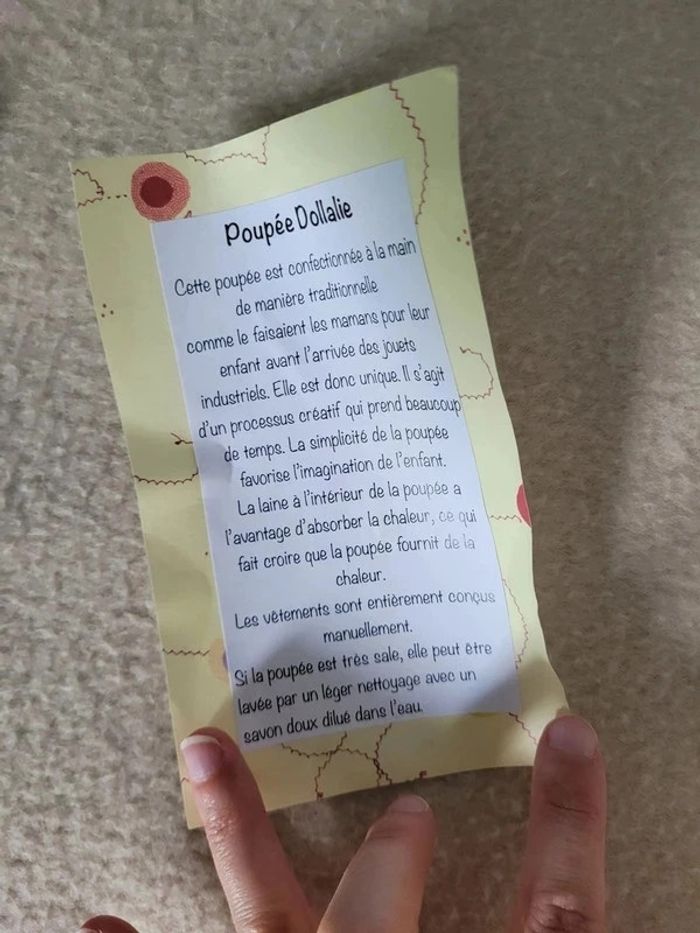 Poupée Dollalie
Cette poupée est confectionnée à la main
de manière traditionnelle
comme le faisaient les mamans pour leur
enfant avant l'arrivée des jouets
industriels. Elle est donc unique. Il s'agit
d'un processus créatif qui prend beaucoup
de temps. La simplicité de la poupée
favorise l'imagination de l'enfant.
La laine à l'intérieur de la poupée a
l'avantage d'absorber la chaleur, ce qui
fait croire que la poupée fournit de la
chaleur.
Les vêtements sont entièrement conçus
manuellement.
Si la poupée est très sale, elle peut être
lavée par un léger nettoyage avec un
savon doux dilué dans l'eau.